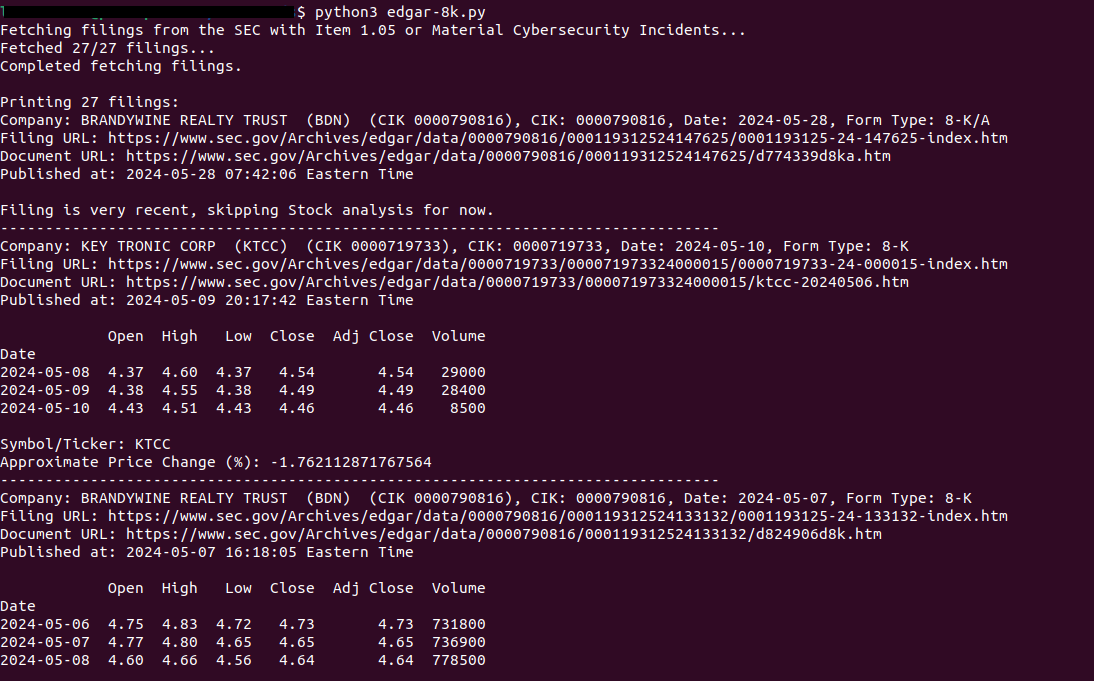 $ python3 edgar-8k.py
Fetching filings from the SEC with Item 1.05 or Material Cybersecurity Incidents...
Fetched 27/27 filings...
Completed fetching filings.
Printing 27 filings:
Company: BRANDYWINE REALTY TRUST  (BDN)  (CIK 0000790816), CIK: 0000790816, Date: 2024-05-28, Form Type: 8-K/A
Filing URL: https://www.sec.gov/Archives/edgar/data/0000790816/000119312524147625/0001193125-24-147625-index.htm
Document URL: https://www.sec.gov/Archives/edgar/data/0000790816/000119312524147625/d774339d8ka.htm
Published at: 2024-05-28 07:42:06 Eastern Time
Filing is very recent, skipping Stock analysis for now.
--------------------------------------------------------------------------------
Company: KEY TRONIC CORP  (KTCC)  (CIK 0000719733), CIK: 0000719733, Date: 2024-05-10, Form Type: 8-K
Filing URL: https://www.sec.gov/Archives/edgar/data/0000719733/000071973324000015/0000719733-24-000015-index.htm
Document URL: https://www.sec.gov/Archives/edgar/data/0000719733/000071973324000015/ktcc-20240506.htm
Published at: 2024-05-09 20:17:42 Eastern Time
            Open  High   Low  Close  Adj Close  Volume
Date
2024-05-08  4.37  4.60  4.37   4.54       4.54   29000
2024-05-09  4.38  4.55  4.38   4.49       4.49   28400
2024-05-10  4.43  4.51  4.43   4.46       4.46    8500
Symbol/Ticker: KTCC
Approximate Price Change (%): -1.762112871767564
--------------------------------------------------------------------------------
Company: BRANDYWINE REALTY TRUST  (BDN)  (CIK 0000790816), CIK: 0000790816, Date: 2024-05-07, Form Type: 8-K
Filing URL: https://www.sec.gov/Archives/edgar/data/0000790816/000119312524133132/0001193125-24-133132-index.htm
Document URL: https://www.sec.gov/Archives/edgar/data/0000790816/000119312524133132/d824906d8k.htm
Published at: 2024-05-07 16:18:05 Eastern Time
            Open  High   Low  Close  Adj Close  Volume
Date
2024-05-06  4.75  4.83  4.72   4.73       4.73  731800
2024-05-07  4.77  4.80  4.65   4.65       4.65  736900
2024-05-08  4.60  4.66  4.56   4.64       4.64  778500